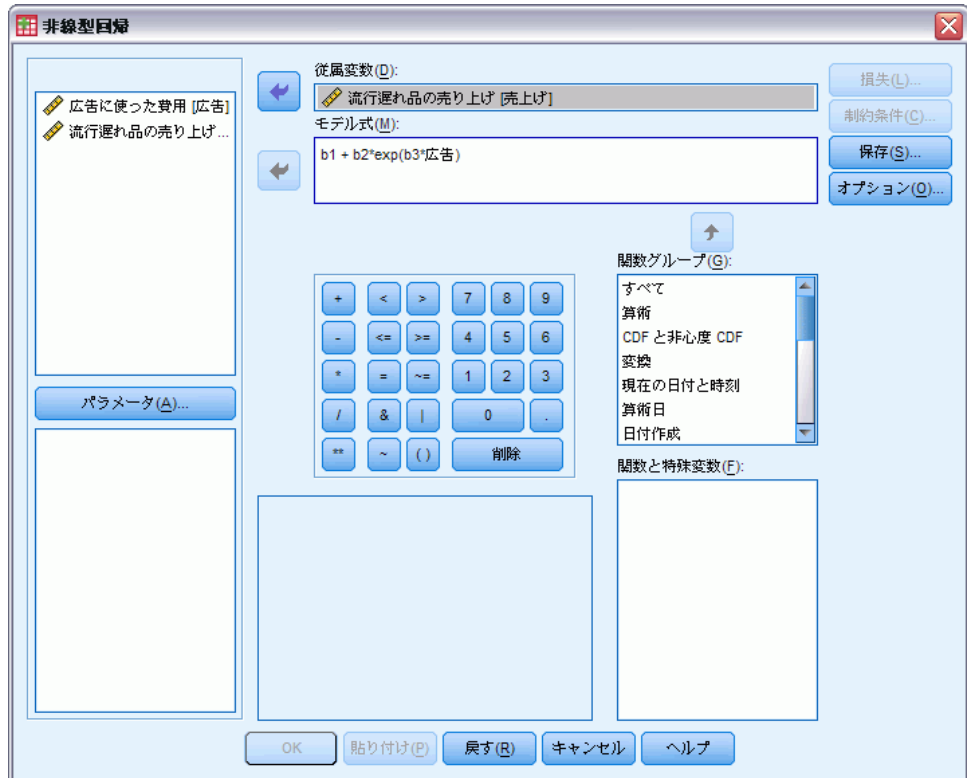 非線型回帰
従属変数(D):
損失(L)...
広告に使った費用 [広告]
流行遅れ品の売り上げ [売上げ]
流行遅れ品の売り上げ...
モデル式(M):
制約条件(C)...
b1 + b2*exp(b3*広告)
保存(S)...
オプション(O)...
関数グループ(G):
+ < > 7 8 9
すべて
算術
- <= >= 4 5 6
CDF と非心度 CDF
変換
* = ~= 1 2 3
現在の日付と時刻
パラメータ(A)...
/ & | 0 .
算術日
日付作成
** ~ ( ) 削除
関数と特殊変数(F):
OK 貼り付け(P) 戻す(R) キャンセル ヘルプ